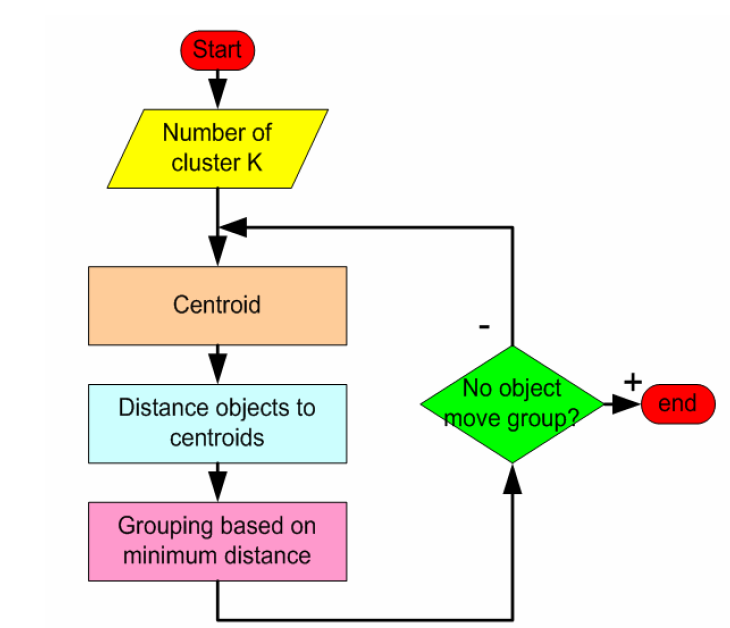 Start
Number of
cluster K
Centroid
Distance objects to
centroids
Grouping based on
minimum distance
-
No object
move group?
+
end